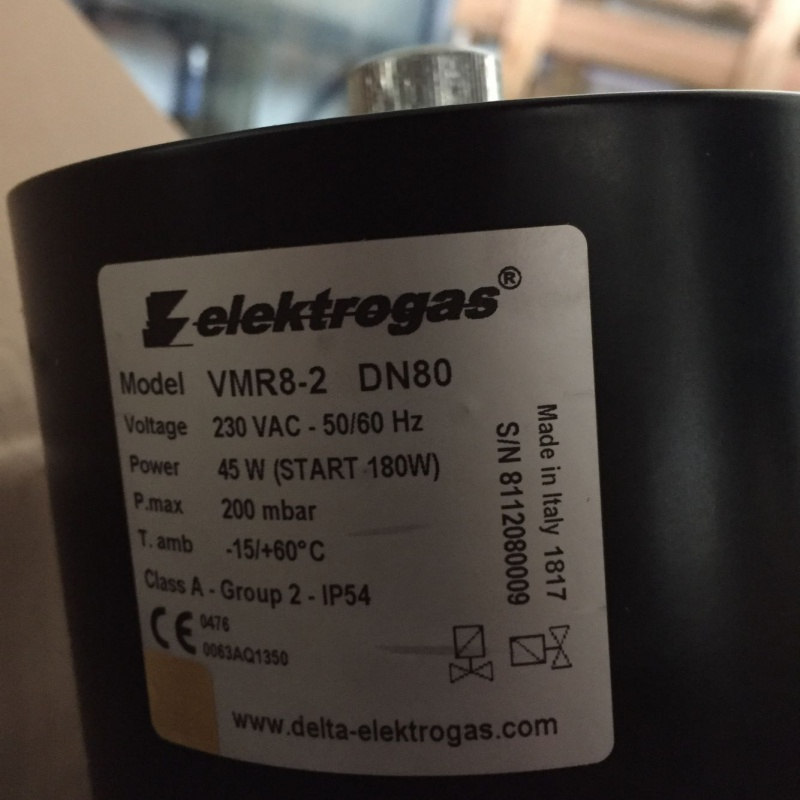 elektrogas®
Model VMR8-2 DN80
Voltage 230 VAC - 50/60 Hz
Power 45 W (START 180W)
P.max 200 mbar
T. amb -15/+60°C
Class A - Group 2 - IP54
CE 0476
0063AQ1350
www.delta-elektrogas.com
Made in Italy 1817
S/N 8112080009